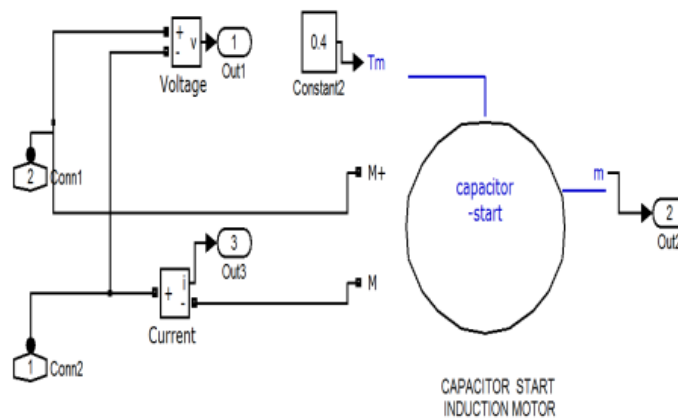 +
-
v
1
Out1
Voltage
0.4
Constant2
Tm
2
Conn1
M+
capacitor
-start
m
2
Out2
3
Out3
+
i
-
M
Current
1
Conn2
CAPACITOR START
INDUCTION MOTOR